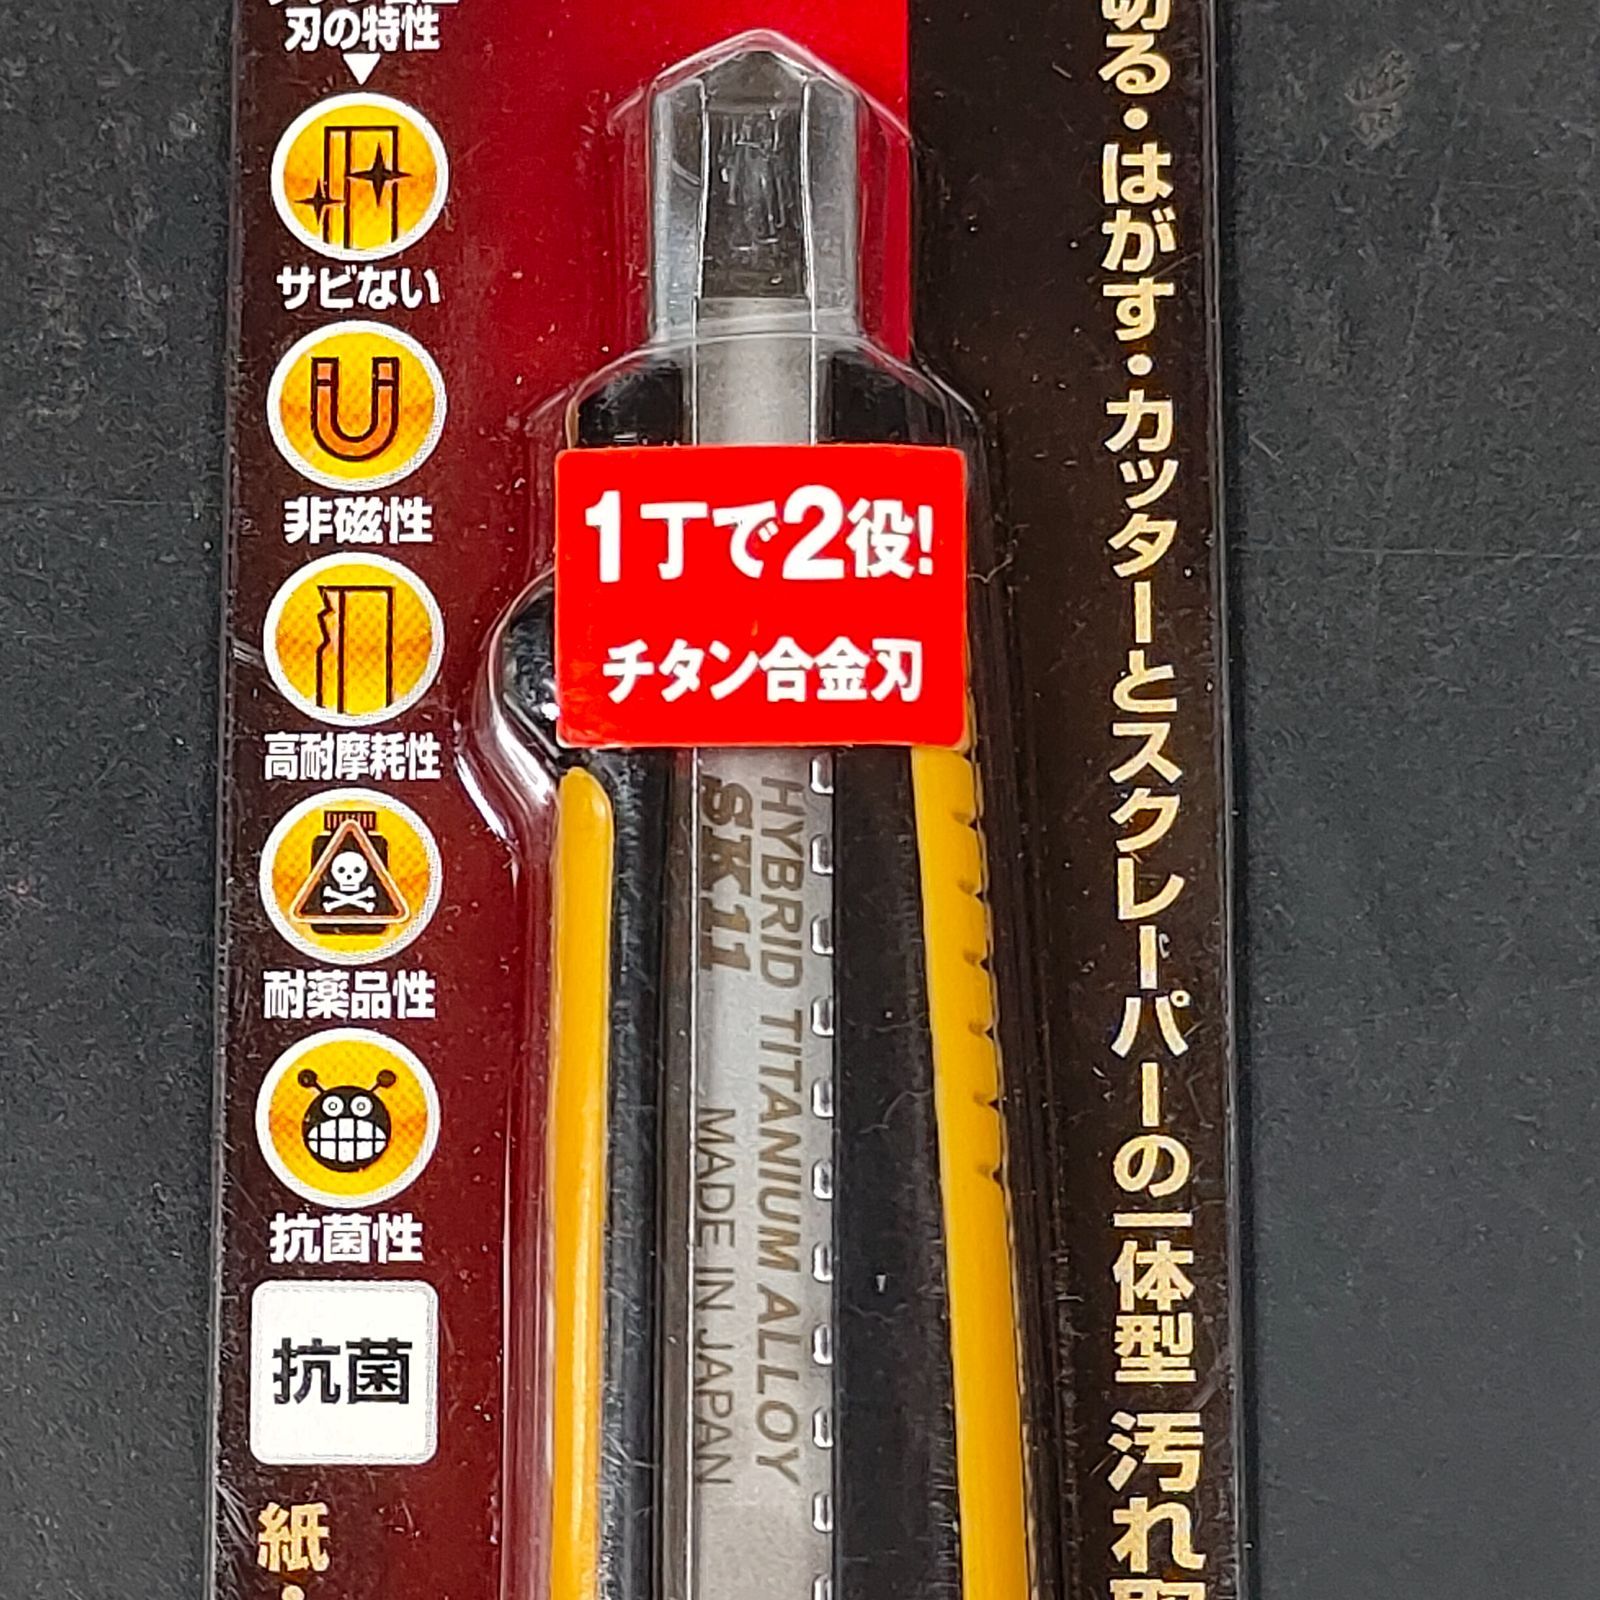 刃の特性
サビない
非磁性
高耐摩耗性
耐薬品性
抗菌性
抗菌
紙・
1丁で2役!
チタン合金刃
SK11
HYBRID TITANIUM ALLOY
MADE IN JAPAN
切る・はがす・カッターとスクレーパーの一体型 汚れ取